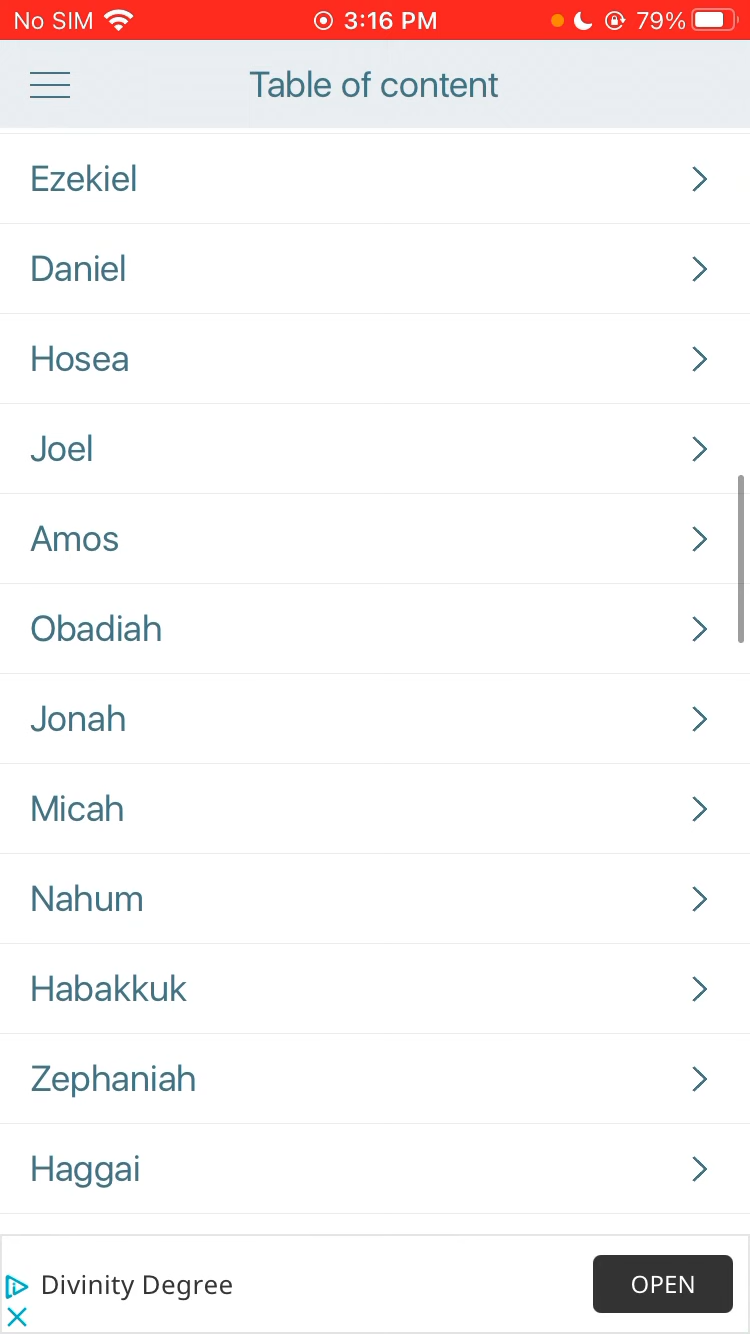 No SIM 3:16 PM 79%
Table of content
Ezekiel
Daniel
Hosea
Joel
Amos
Obadiah
Jonah
Micah
Nahum
Habakkuk
Zephaniah
Haggai
Divinity Degree OPEN